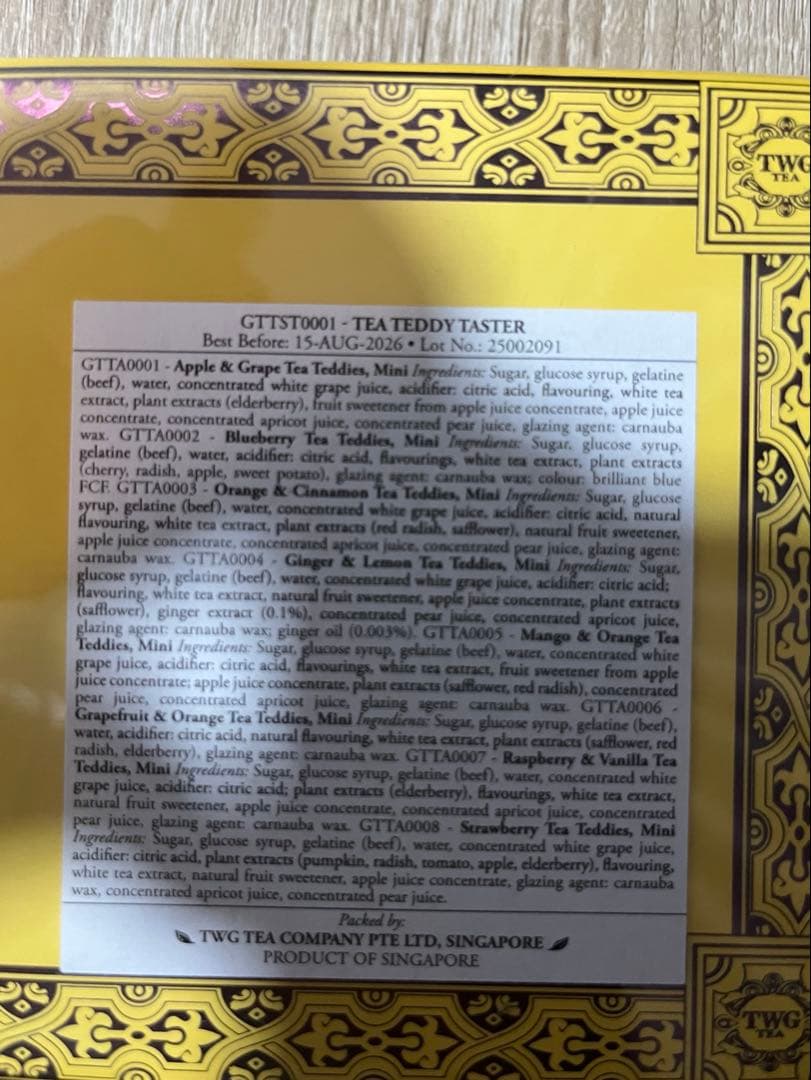 TWG
TEA
GTTST0001 - TEA TEDDY TASTER
Best Before: 15-AUG-2026 • Lot No.: 25002091
GTTA0001 - Apple & Grape Tea Teddies, Mini Ingredients: Sugar, glucose syrup, gelatine
(beef), water, concentrated white grape juice, acidifier: citric acid, flavouring, white tea
extract, plant extracts (elderberry), fruit sweetener from apple juice concentrate, apple juice
concentrate, concentrated apricot juice, concentrated pear juice, glazing agent: carnauba
wax. GTTA0002 - Blueberry Tea Teddies, Mini Ingredients: Sugar, glucose syrup,
gelatine (beef), water, acidifier: citric acid, flavourings, white tea extract, plant extracts
(cherry, radish, apple, sweet potato), glazing agent: carnauba wax; colour: brilliant blue
FCF. GTTA0003 - Orange & Cinnamon Tea Teddies, Mini Ingredients: Sugar, glucose
syrup, gelatine (beef), water, concentrated white grape juice, acidifier: citric acid, natural
flavouring, white tea extract, plant extracts (red radish, safflower), natural fruit sweetener,
apple juice concentrate, concentrated apricot juice, concentrated pear juice, glazing agent:
carnauba wax. GTTA0004 - Ginger & Lemon Tea Teddies, Mini Ingredients: Sugar,
glucose syrup, gelatine (beef), water, concentrated white grape juice, acidifier: citric acid;
flavouring, white tea extract, natural fruit sweetener, apple juice concentrate, plant extracts
(safflower), ginger extract (0.1%), concentrated pear juice, concentrated apricot juice,
glazing agent: carnauba wax; ginger oil (0.003%). GTTA0005 - Mango & Orange Tea
Teddies, Mini Ingredients: Sugar, glucose syrup, gelatine (beef), water, concentrated white
grape juice, acidifier: citric acid, flavourings, white tea extract, fruit sweetener from apple
juice concentrate; apple juice concentrate, plant extracts (safflower, red radish), concentrated
pear juice, concentrated apricot juice, glazing agent: carnauba wax. GTTA0006 -
Grapefruit & Orange Tea Teddies, Mini Ingredients: Sugar, glucose syrup, gelatine (beef),
water, acidifier: citric acid, natural flavouring, white tea extract, plant extracts (safflower, red
radish, elderberry), glazing agent: carnauba wax. GTTA0007 - Raspberry & Vanilla Tea
Teddies, Mini Ingredients: Sugar, glucose syrup, gelatine (beef), water, concentrated white
grape juice, acidifier: citric acid; plant extracts (elderberry), flavourings, white tea extract,
natural fruit sweetener, apple juice concentrate, concentrated apricot juice, concentrated
pear juice, glazing agent: carnauba wax. GTTA0008 - Strawberry Tea Teddies, Mini
Ingredients: Sugar, glucose syrup, gelatine (beef), water, concentrated white grape juice,
acidifier: citric acid, plant extracts (pumpkin, radish, tomato, apple, elderberry), flavouring,
white tea extract, natural fruit sweetener, apple juice concentrate, glazing agent: carnauba
wax, concentrated apricot juice, concentrated pear juice.
Packed by:
TWG TEA COMPANY PTE LTD, SINGAPORE
PRODUCT OF SINGAPORE
TWG
TEA